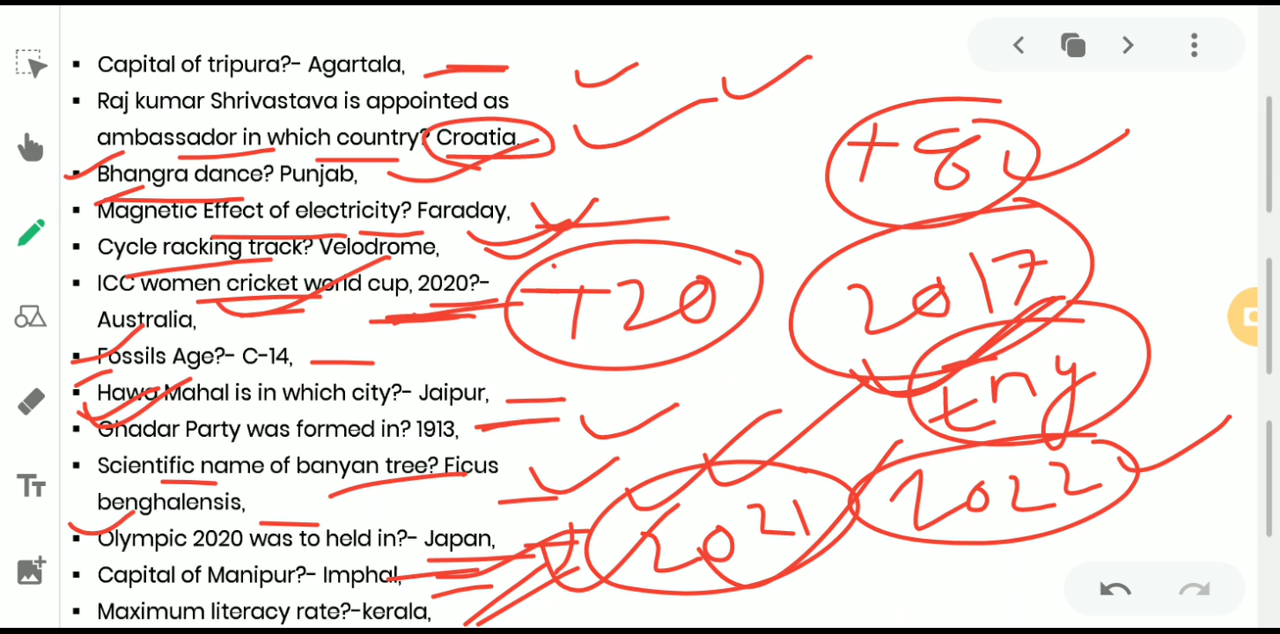 Capital of tripura?- Agartala,
Raj kumar Shrivastava is appointed as
ambassador in which country? Croatia,
Bhangra dance? Punjab,
Magnetic Effect of electricity? Faraday,
Cycle racking track? Velodrome,
ICC women cricket world cup, 2020?-
Australia,
Fossils Age?- C-14,
Hawa Mahal is in which city?- Jaipur,
Ghadar Party was formed in? 1913,
Scientific name of banyan tree? Ficus
benghalensis,
Olympic 2020 was to held in?- Japan,
Capital of Manipur?- Imphal,
Maximum literacy rate?-kerala,
T20
2017
2022
2021
TT